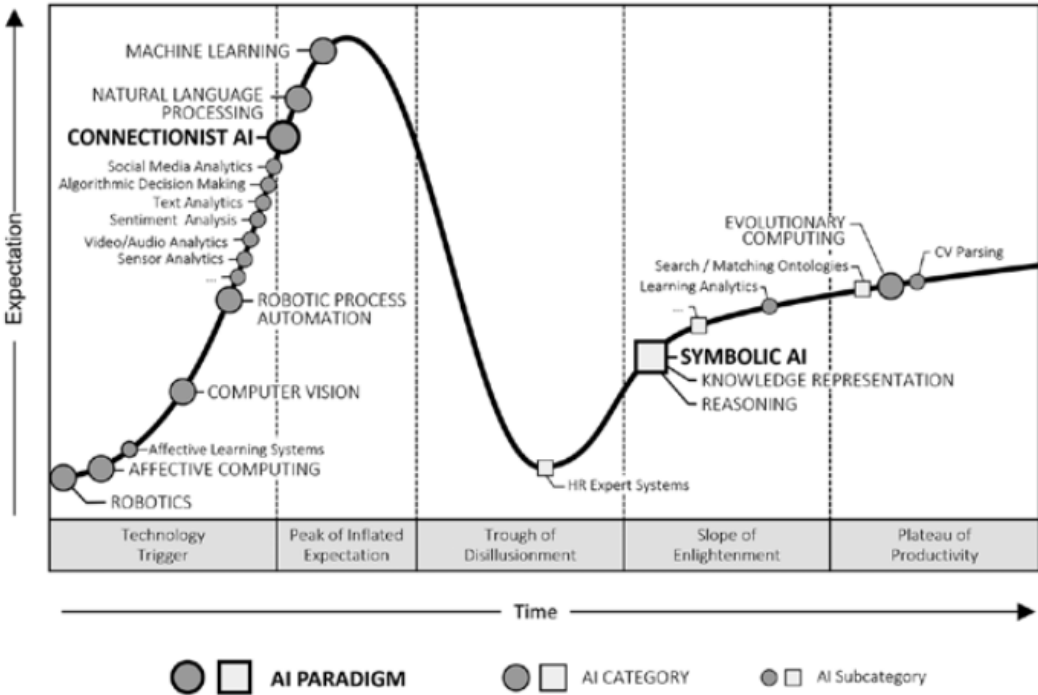 Expectation
MACHINE LEARNING
NATURAL LANGUAGE
PROCESSING
CONNECTIONIST AI
Social Media Analytics
Algorithmic Decision Making
Text Analytics
Sentiment Analysis
Video/Audio Analytics
Sensor Analytics
...
ROBOTIC PROCESS
AUTOMATION
COMPUTER VISION
Affective Learning Systems
AFFECTIVE COMPUTING
ROBOTICS
HR Expert Systems
EVOLUTIONARY
COMPUTING
CV Parsing
Search / Matching Ontologies
Learning Analytics
...
SYMBOLIC AI
KNOWLEDGE REPRESENTATION
REASONING
Technology
Trigger
Peak of Inflated
Expectation
Trough of
Disillusionment
Slope of
Enlightenment
Plateau of
Productivity
Time
AI PARADIGM
AI CATEGORY
AI Subcategory